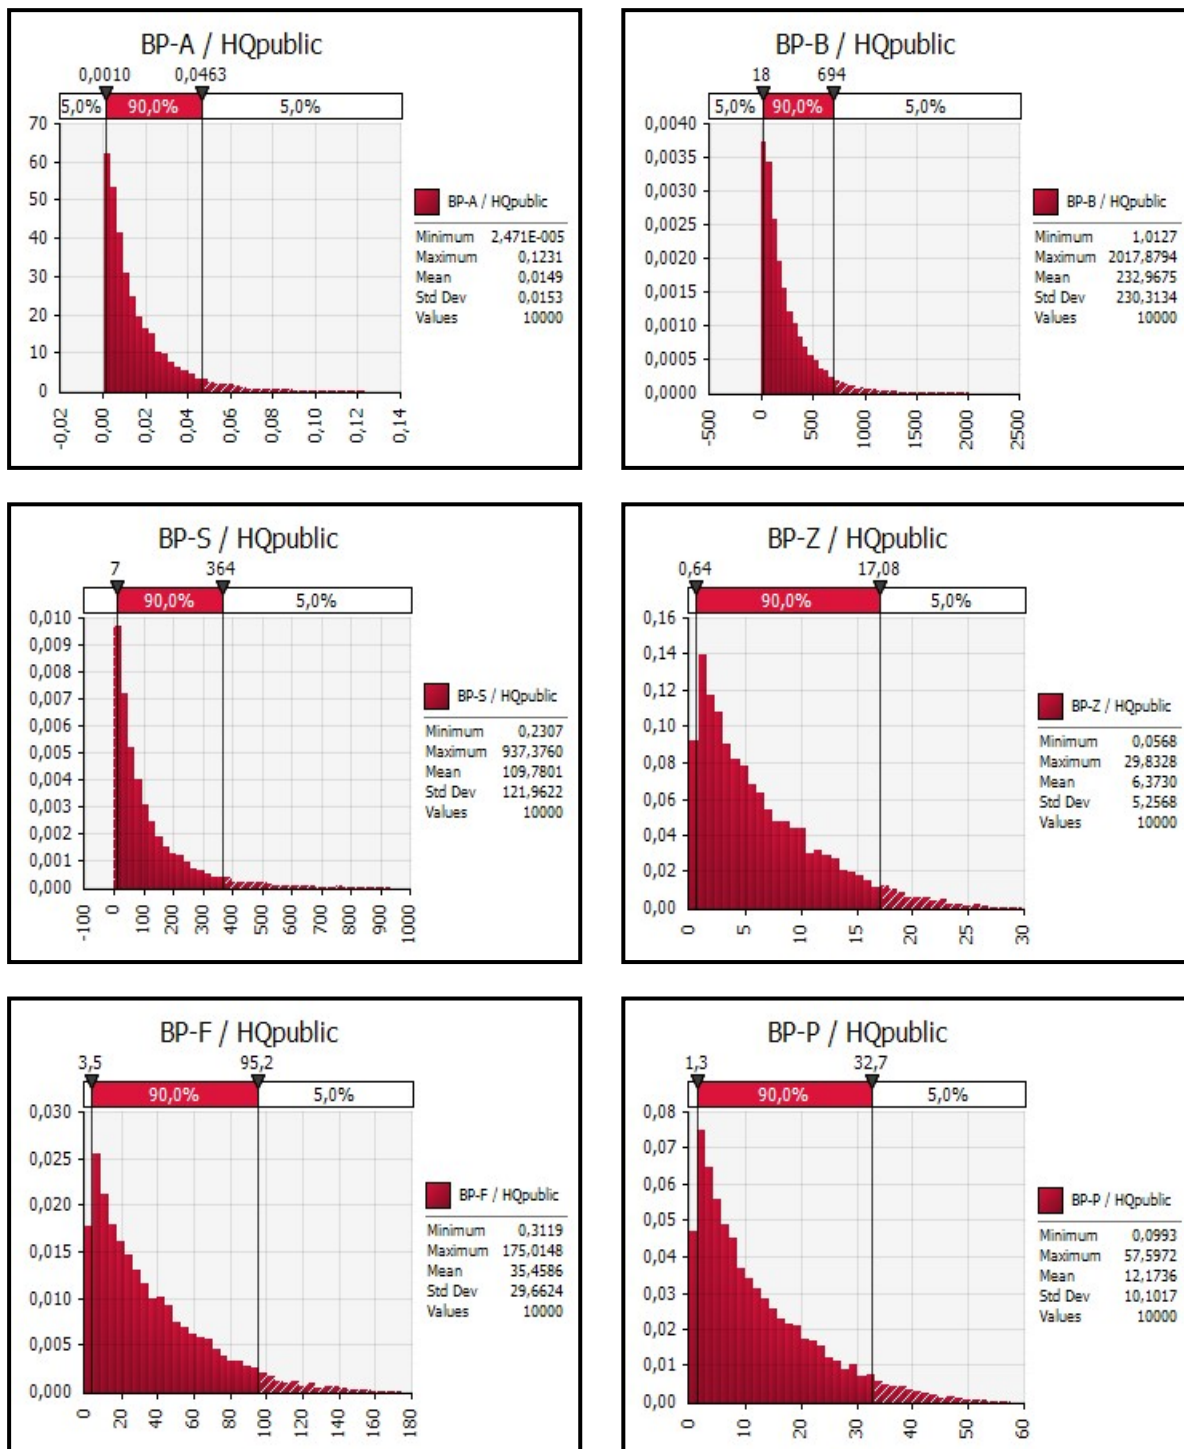 BP-A / HQpublic
0,0010 0,0463
5,0% 90,0% 5,0%
70
60
50
40
30
20
10
0
-0,02 0,00 0,02 0,04 0,06 0,08 0,10 0,12 0,14
BP-A / HQpublic
Minimum 2,471E-005
Maximum 0,1231
Mean 0,0149
Std Dev 0,0153
Values 10000
BP-B / HQpublic
18 694
5,0% 90,0% 5,0%
0,0040
0,0035
0,0030
0,0025
0,0020
0,0015
0,0010
0,0005
0,0000
-500 0 500 1000 1500 2000 2500
BP-B / HQpublic
Minimum 1,0127
Maximum 2017,8794
Mean 232,9675
Std Dev 230,3134
Values 10000
BP-S / HQpublic
7 364
90,0% 5,0%
0,010
0,009
0,008
0,007
0,006
0,005
0,004
0,003
0,002
0,001
0,000
-100 0 100 200 300 400 500 600 700 800 900 1000
BP-S / HQpublic
Minimum 0,2307
Maximum 937,3760
Mean 109,7801
Std Dev 121,9622
Values 10000
BP-Z / HQpublic
0,64 17,08
90,0% 5,0%
0,16
0,14
0,12
0,10
0,08
0,06
0,04
0,02
0,00
0 5 10 15 20 25 30
BP-Z / HQpublic
Minimum 0,0568
Maximum 29,8328
Mean 6,3730
Std Dev 5,2568
Values 10000
BP-F / HQpublic
3,5 95,2
90,0% 5,0%
0,030
0,025
0,020
0,015
0,010
0,005
0,000
0 20 40 60 80 100 120 140 160 180
BP-F / HQpublic
Minimum 0,3119
Maximum 175,0148
Mean 35,4586
Std Dev 29,6624
Values 10000
BP-P / HQpublic
1,3 32,7
90,0% 5,0%
0,08
0,07
0,06
0,05
0,04
0,03
0,02
0,01
0,00
0 10 20 30 40 50 60
BP-P / HQpublic
Minimum 0,0993
Maximum 57,5972
Mean 12,1736
Std Dev 10,1017
Values 10000